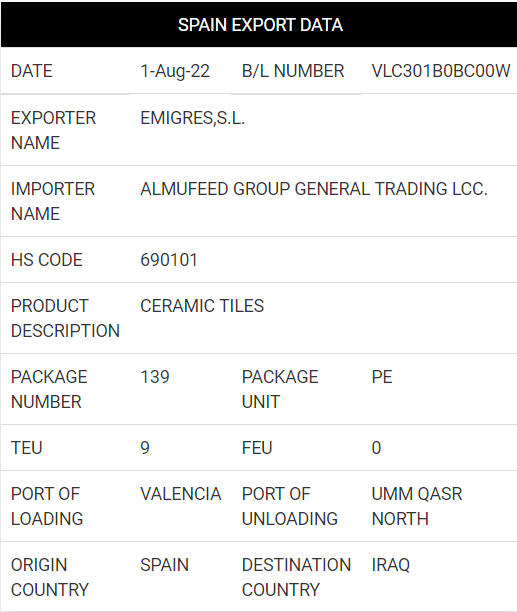 SPAIN EXPORT DATA
DATE 1-Aug-22 B/L NUMBER VLC301B0BC00W
EXPORTER EMIGRES,S.L.
NAME
IMPORTER ALMUFEED GROUP GENERAL TRADING LCC.
NAME
HS CODE 690101
PRODUCT CERAMIC TILES
DESCRIPTION
PACKAGE 139 PACKAGE PE
NUMBER UNIT
TEU 9 FEU 0
PORT OF VALENCIA PORT OF UMM QASR
LOADING UNLOADING NORTH
ORIGIN SPAIN DESTINATION IRAQ
COUNTRY COUNTRY